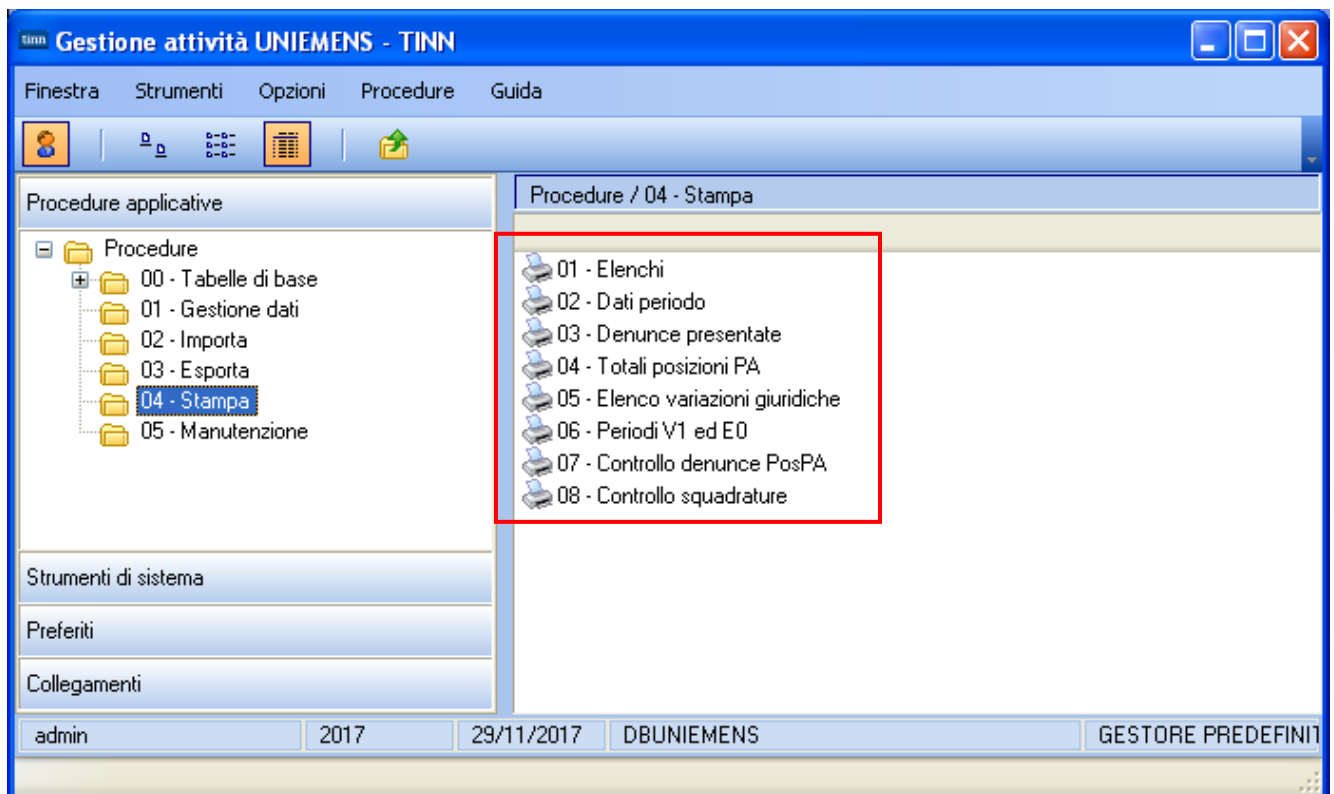 tinn Gestione attività UNIEMENS - TINN
Finestra Strumenti Opzioni Procedure Guida
Procedure applicative
Procedure
00 - Tabelle di base
01 - Gestione dati
02 - Importa
03 - Esporta
04 - Stampa
05 - Manutenzione
Strumenti di sistema
Preferiti
Collegamenti
Procedure / 04 - Stampa
01 - Elenchi
02 - Dati periodo
03 - Denunce presentate
04 - Totali posizioni PA
05 - Elenco variazioni giuridiche
06 - Periodi V1 ed E0
07 - Controllo denunce PosPA
08 - Controllo squadrature
admin 2017 29/11/2017 DBUNIEMENS GESTORE PREDEFINIT